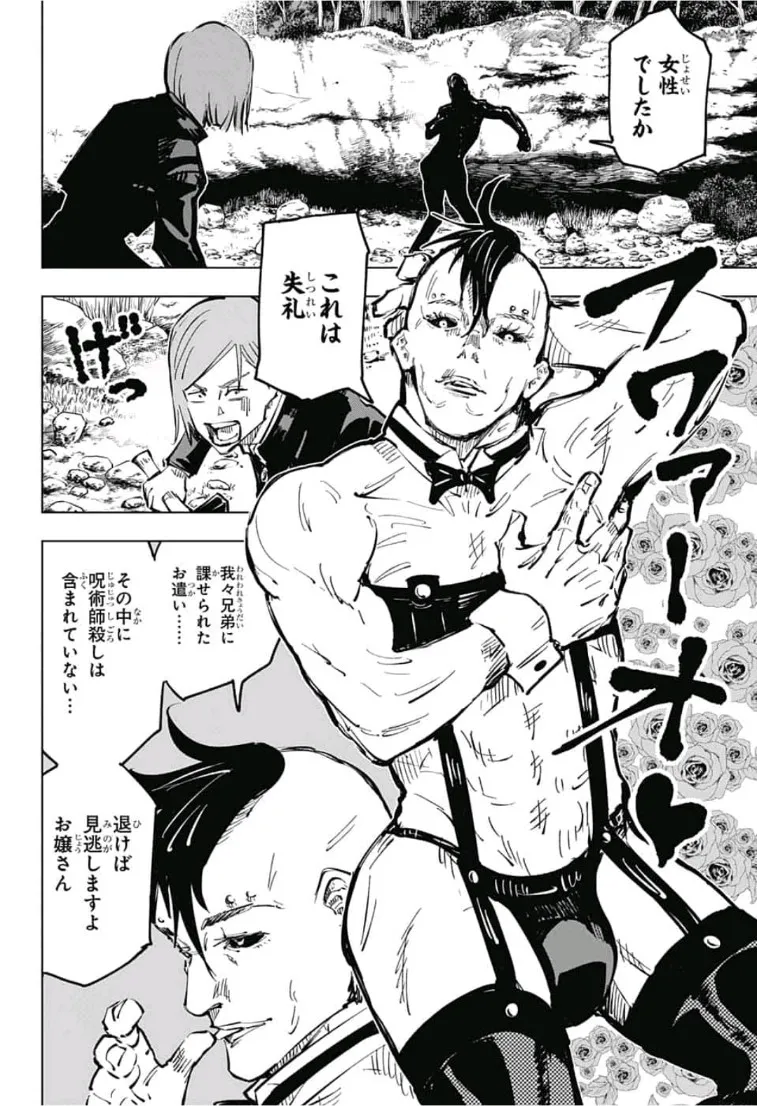 女性
でしたか
これは
失礼
ファサーオ♥
げっ
我々兄弟に
課せられた
お遣い……
その中に
呪術師殺しは
含まれていない…
退けば
見逃しますよ
お嬢さん